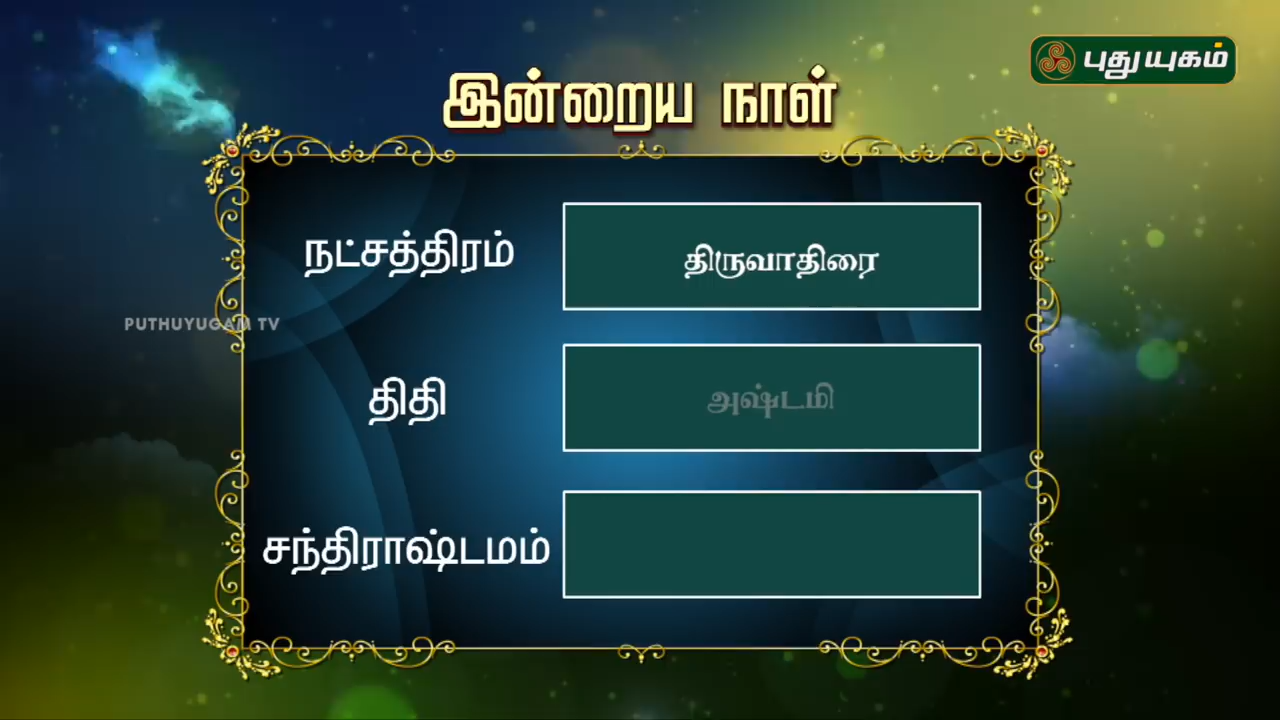 புதுயுகம்
இன்றைய நாள்
நட்சத்திரம் திருவாதிரை
PUTHUYUGAM TV
திதி அஷ்டமி
சந்திராஷ்டமம்